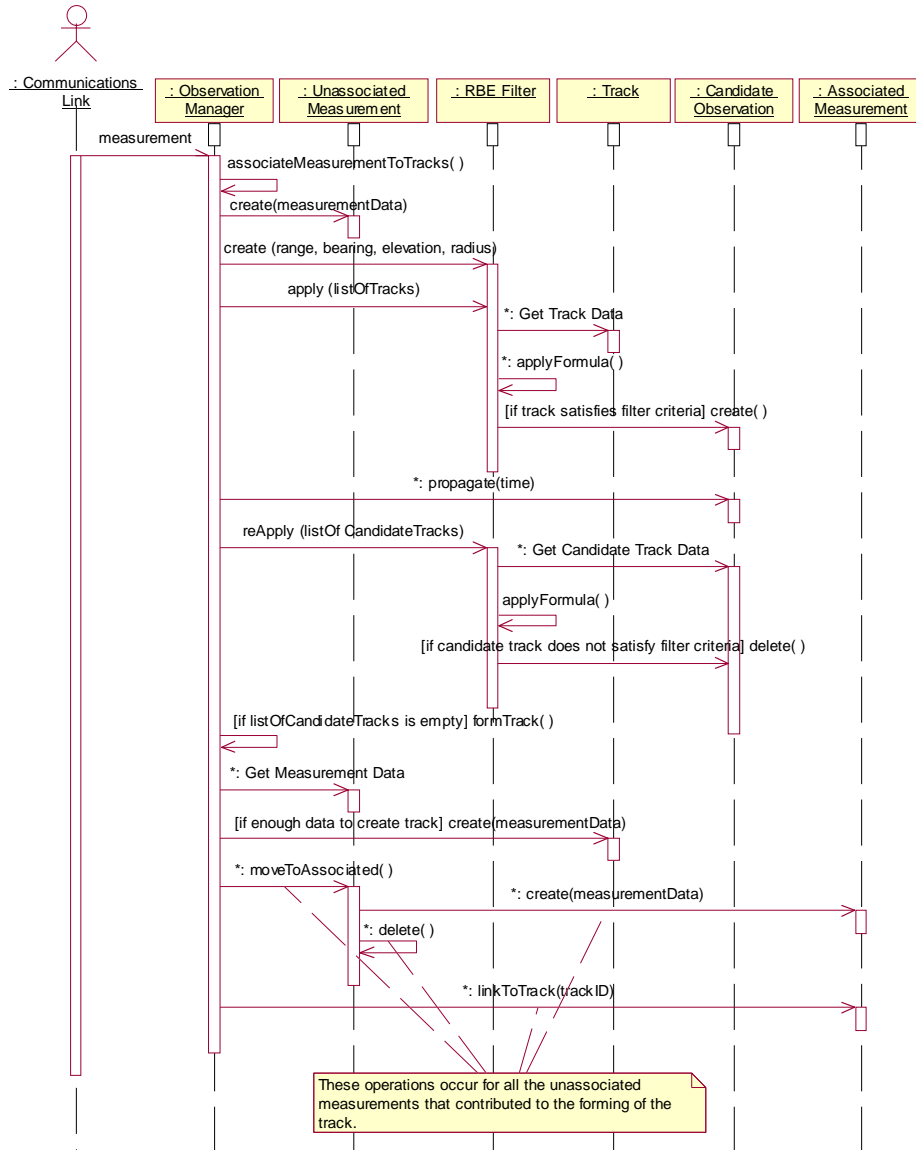 : Communications
Link
: Observation
Manager
: Unassociated
Measurement
: RBE Filter
: Track
: Candidate
Observation
: Associated
Measurement
measurement
associateMeasurementToTracks( )
create(measurementData)
create (range, bearing, elevation, radius)
apply (listOfTracks)
*: Get Track Data
*: applyFormula( )
[if track satisfies filter criteria] create( )
*: propagate(time)
reApply (listOf CandidateTracks)
*: Get Candidate Track Data
applyFormula( )
[if candidate track does not satisfy filter criteria] delete( )
[if listOfCandidateTracks is empty] formTrack( )
*: Get Measurement Data
[if enough data to create track] create(measurementData)
*: moveToAssociated( )
*: create(measurementData)
*: delete( )
*: linkToTrack(trackID)
These operations occur for all the unassociated
measurements that contributed to the forming of the
track.